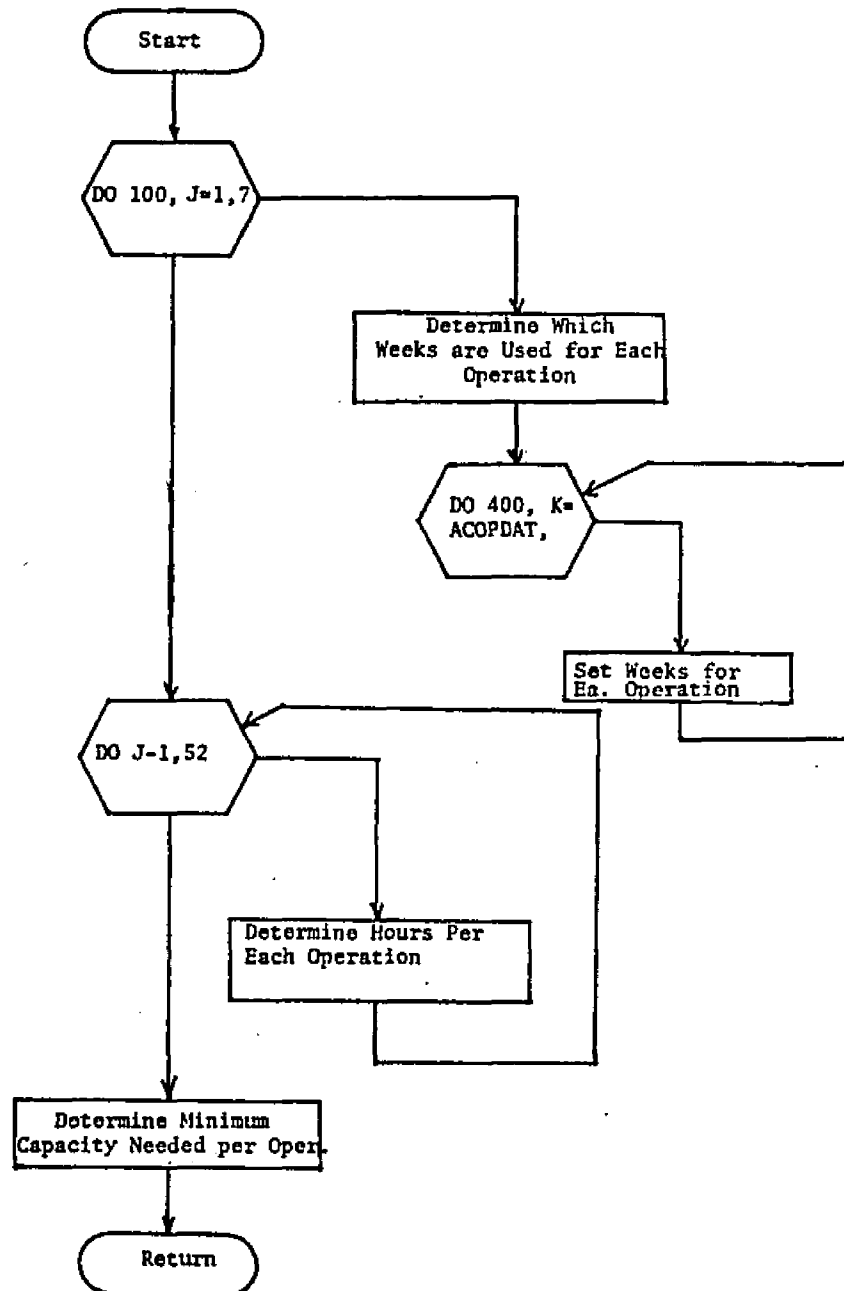 Start
DO 100, J=1,7
Determine Which
Weeks are Used for Each
Operation
DO 400, K=
ACOPDAT,
Set Weeks for
Ea. Operation
DO J-1,52
Determine Hours Per
Each Operation
Determine Minimum
Capacity Needed per Oper.
Return